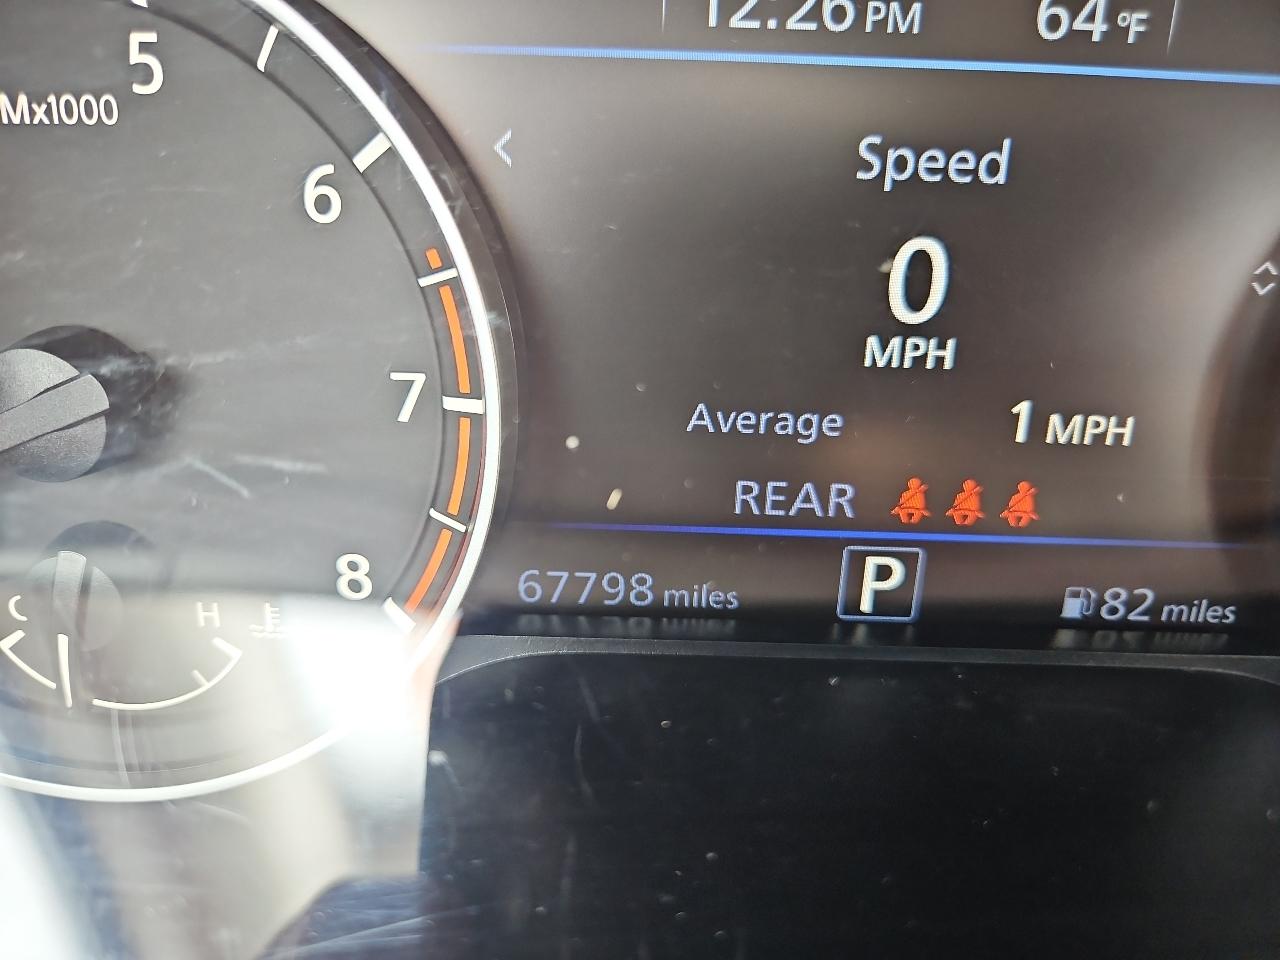 12:26 PM 64 °F
5
Mx1000
<
Speed
6
0
MPH
7
Average 1 MPH
REAR
8
67798 miles P 82 miles
C H